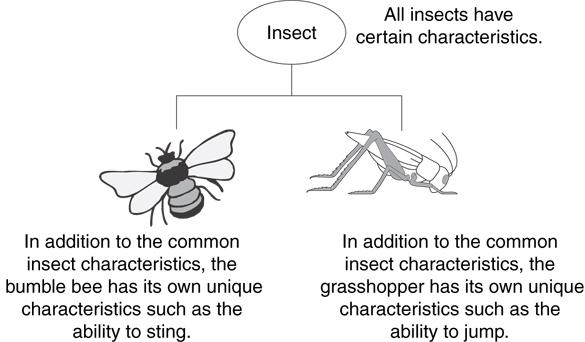 Insect
All insects have
certain characteristics.
In addition to the common
insect characteristics, the
bumble bee has its own unique
characteristics such as the
ability to sting.
In addition to the common
insect characteristics, the
grasshopper has its own unique
characteristics such as the
ability to jump.